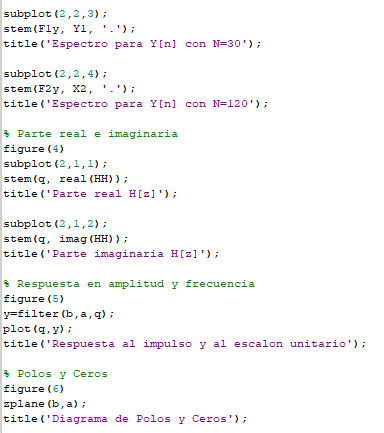 subplot(2,2,3);
stem(F1y, Y1, '.');
title('Espectro para Y[n] con N=30');
subplot(2,2,4);
stem(F2y, X2, '.');
title('Espectro para Y[n] con N=120');
% Parte real e imaginaria
figure(4)
subplot(2,1,1);
stem(q, real(HH));
title('Parte real H[z]');
subplot(2,1,2);
stem(q, imag(HH));
title('Parte imaginaria H[z]');
% Respuesta en amplitud y frecuencia
figure(5)
y=filter(b,a,q);
plot(q,y);
title('Respuesta al impulso y al escalon unitario');
% Polos y Ceros
figure(6)
zplane(b,a);
title('Diagrama de Polos y Ceros');